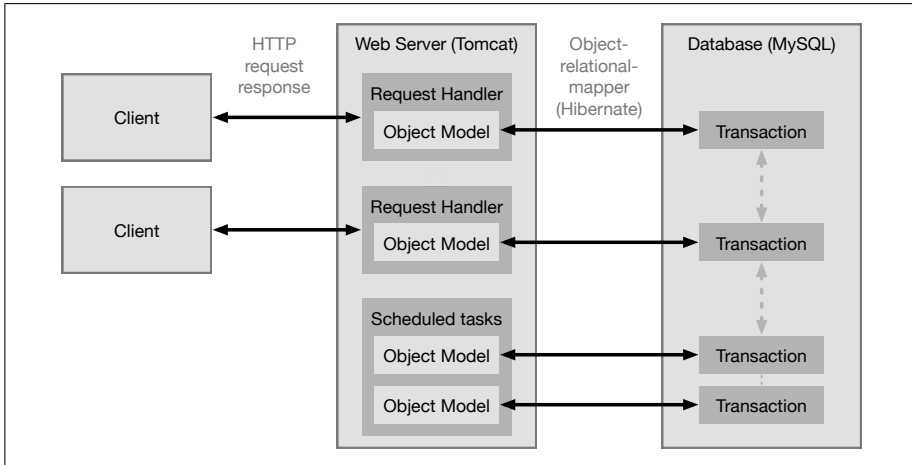 HTTP
request
response
Web Server (Tomcat)
Object-
relational-
mapper
(Hibernate)
Database (MySQL)
Client
Request Handler
Object Model
Transaction
Client
Request Handler
Object Model
Transaction
Scheduled tasks
Object Model
Transaction
Object Model
Transaction